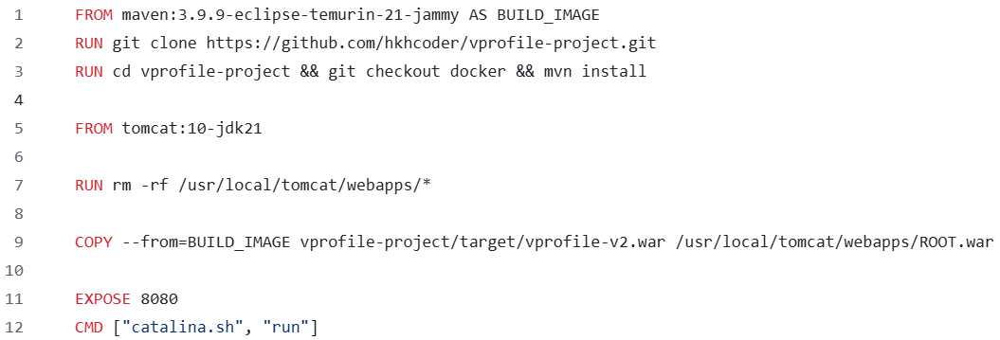 1 FROM maven:3.9.9-eclipse-temurin-21-jammy AS BUILD_IMAGE
2 RUN git clone https://github.com/hkhcoder/vprofile-project.git
3 RUN cd vprofile-project && git checkout docker && mvn install
4
5 FROM tomcat:10-jdk21
6
7 RUN rm -rf /usr/local/tomcat/webapps/*
8
9 COPY --from=BUILD_IMAGE vprofile-project/target/vprofile-v2.war /usr/local/tomcat/webapps/ROOT.war
10
11 EXPOSE 8080
12 CMD ["catalina.sh", "run"]